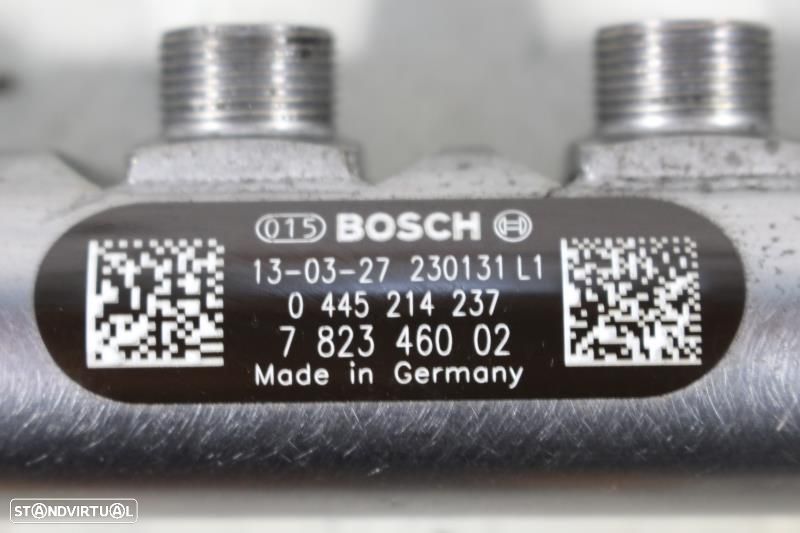 015 BOSCH
13-03-27 230131 L1
0 445 214 237
7 823 460 02
Made in Germany
STANDVIRTUAL